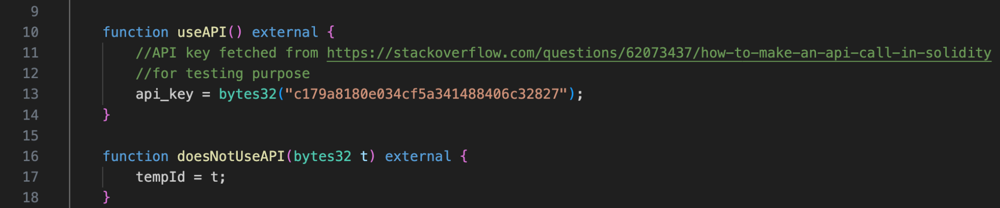 9
10 function useAPI() external {
11 //API key fetched from https://stackoverflow.com/questions/62073437/how-to-make-an-api-call-in-solidity
12 //for testing purpose
13 api_key = bytes32("c179a8180e034cf5a341488406c32827");
14 }
15
16 function doesNotUseAPI(bytes32 t) external {
17 tempId = t;
18 }